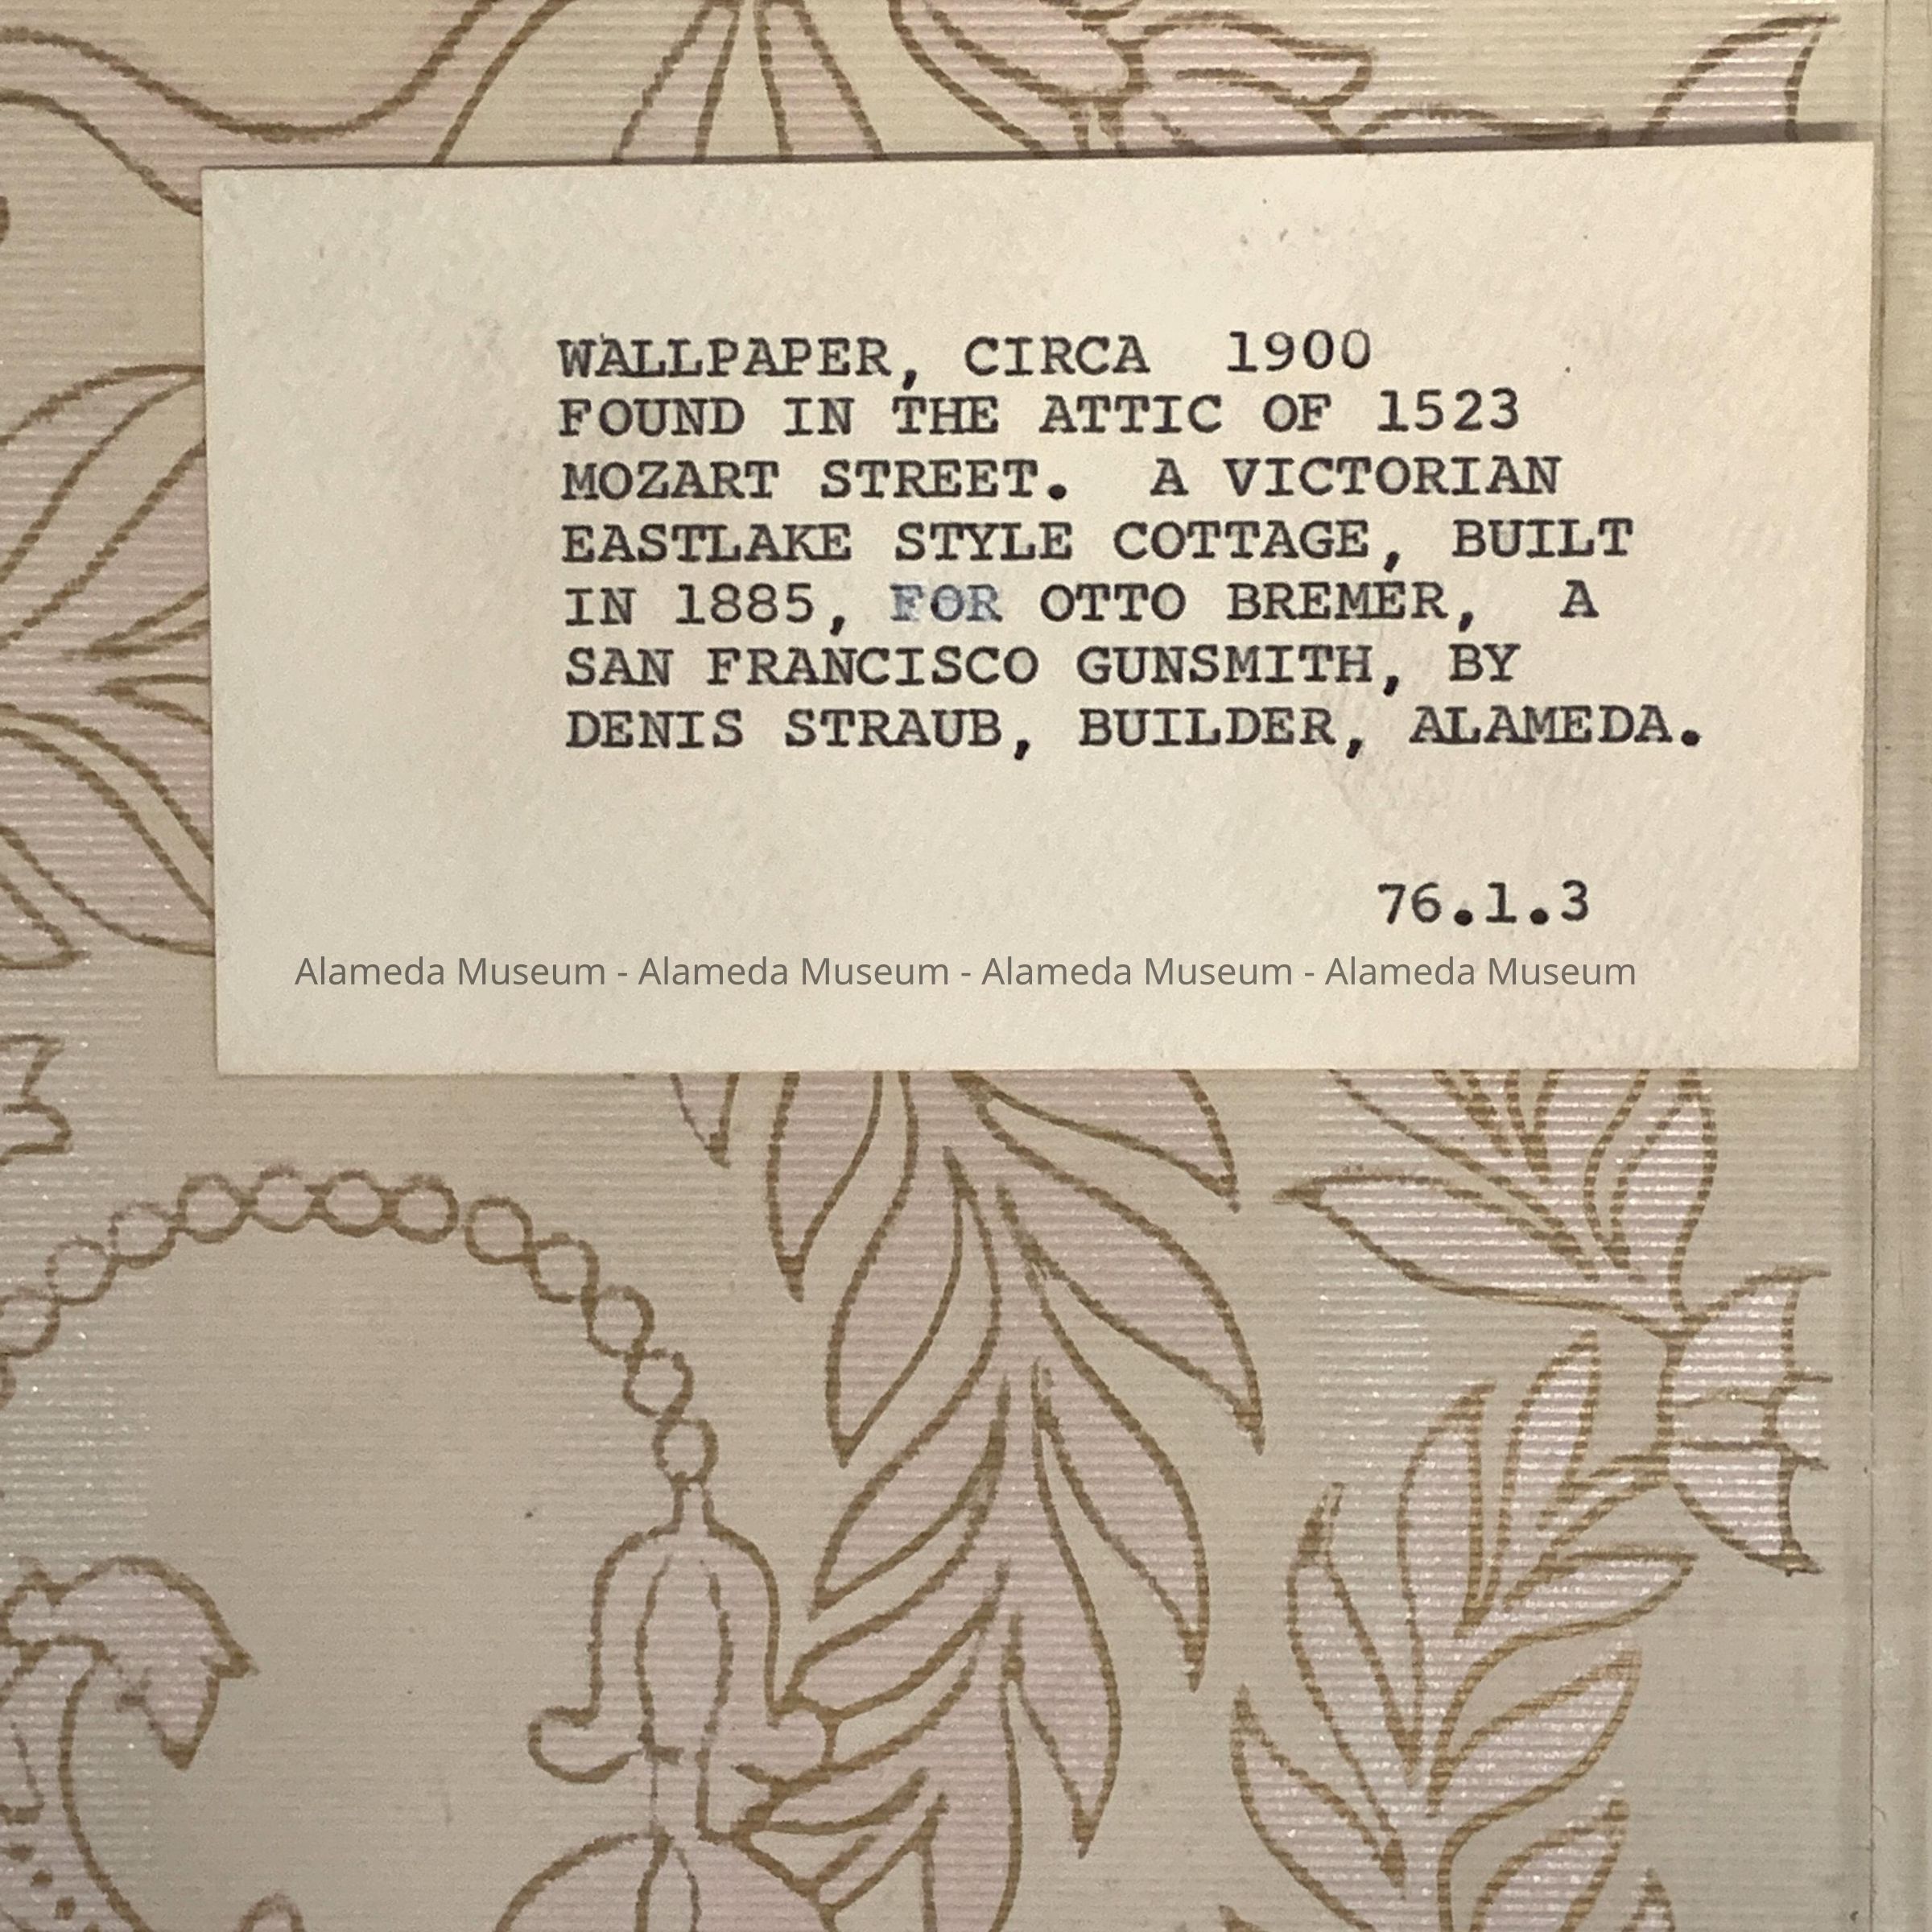 WALLPAPER, CIRCA 1900
FOUND IN THE ATTIC OF 1523
MOZART STREET. A VICTORIAN
EASTLAKE STYLE COTTAGE, BUILT
IN 1885, FOR OTTO BREMER, A
SAN FRANCISCO GUNSMITH, BY
DENIS STRAUB, BUILDER, ALAMEDA.
76.1.3
Alameda Museum - Alameda Museum - Alameda Museum - Alameda Museum